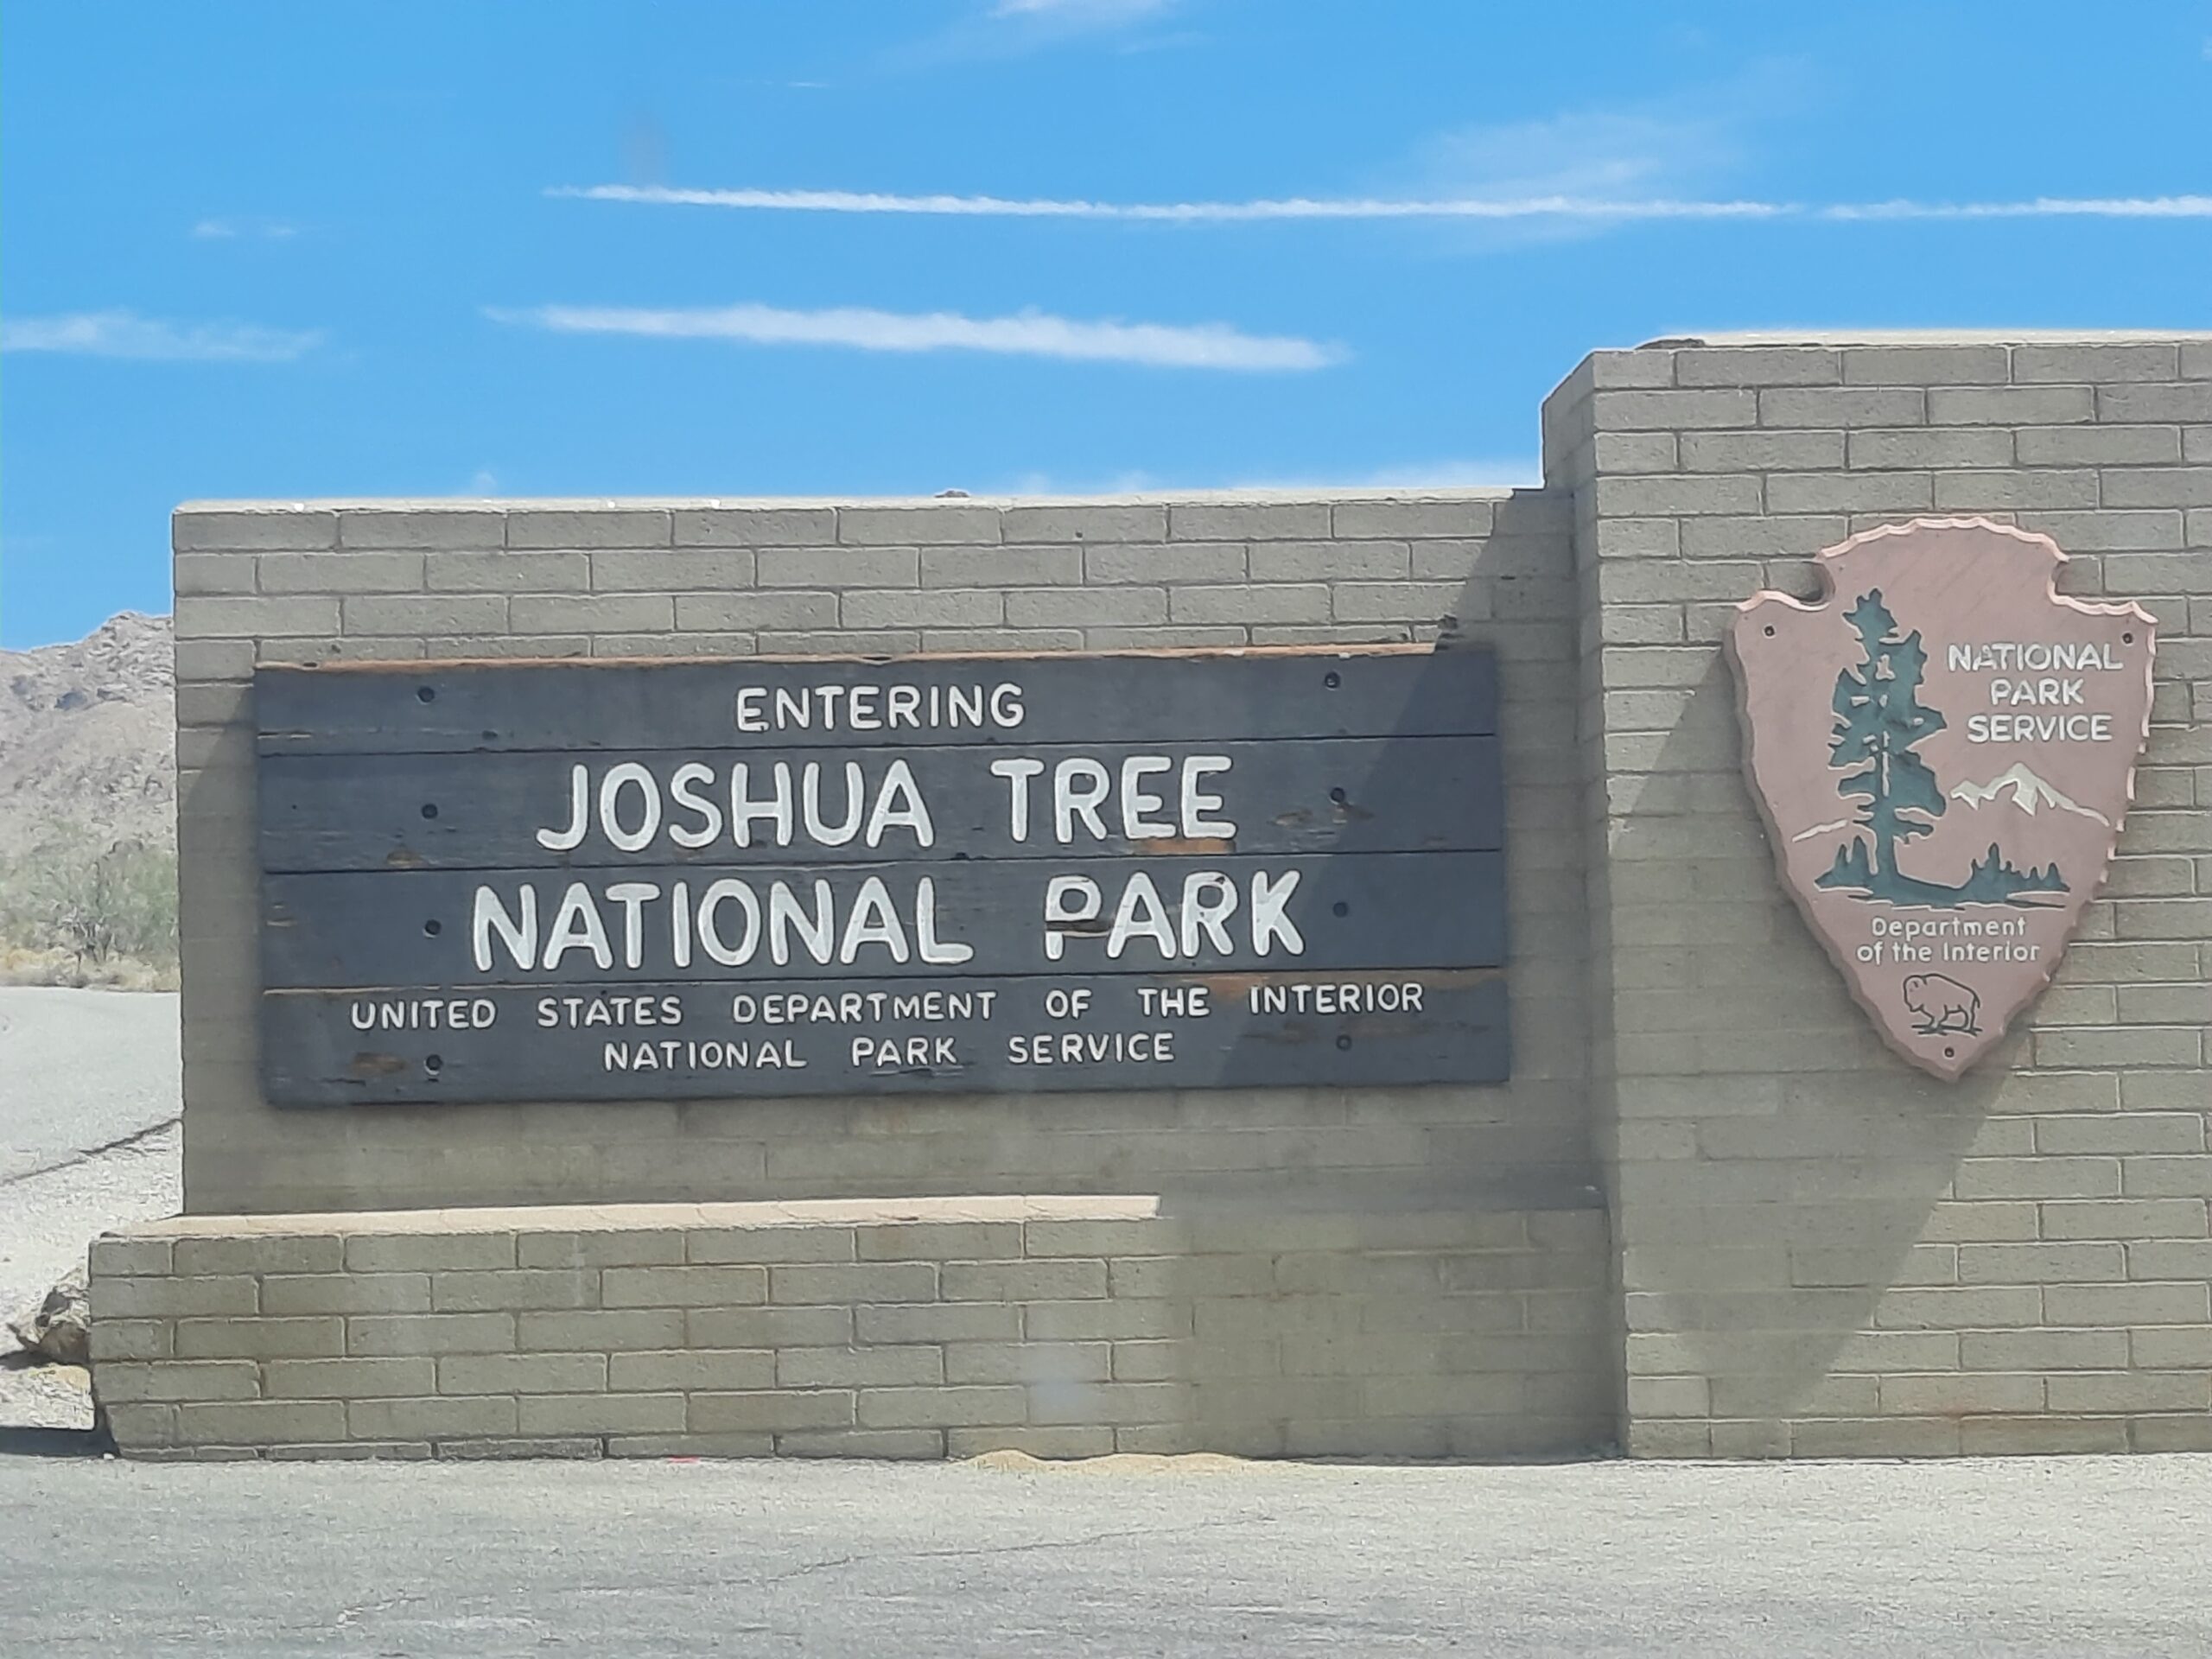 ENTERING
JOSHUA TREE
NATIONAL PARK
UNITED STATES DEPARTMENT OF THE INTERIOR
NATIONAL PARK SERVICE
NATIONAL
PARK
SERVICE
Department
of the Interior